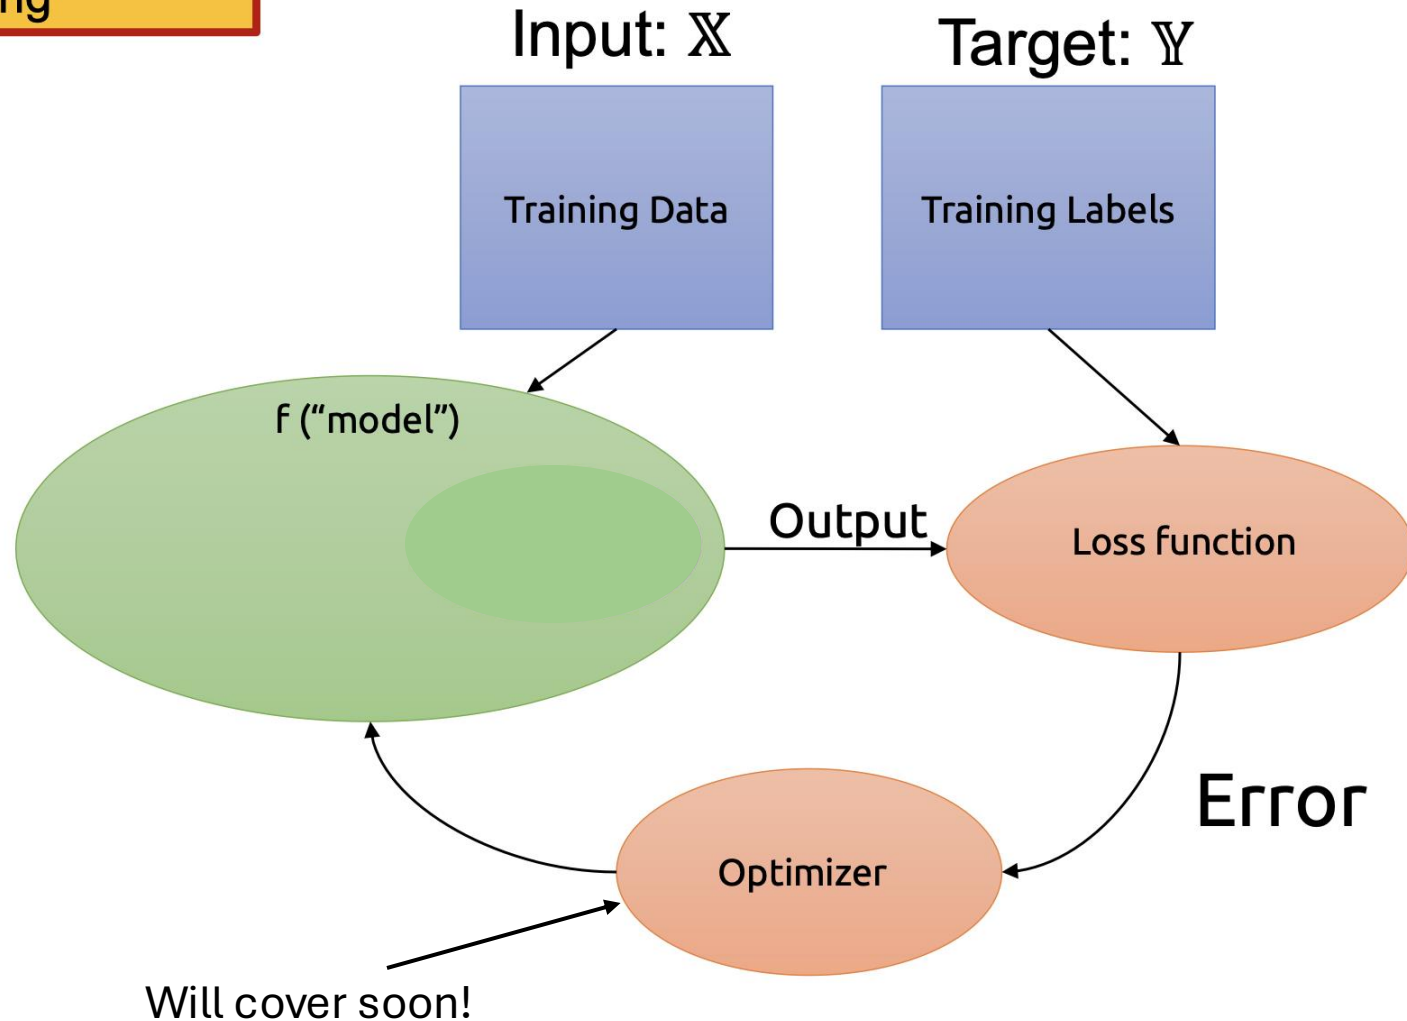 Input: 𝕏
Target: 𝕐
Training Data
Training Labels
f (“model”)
Output
Loss function
Error
Optimizer
Will cover soon!